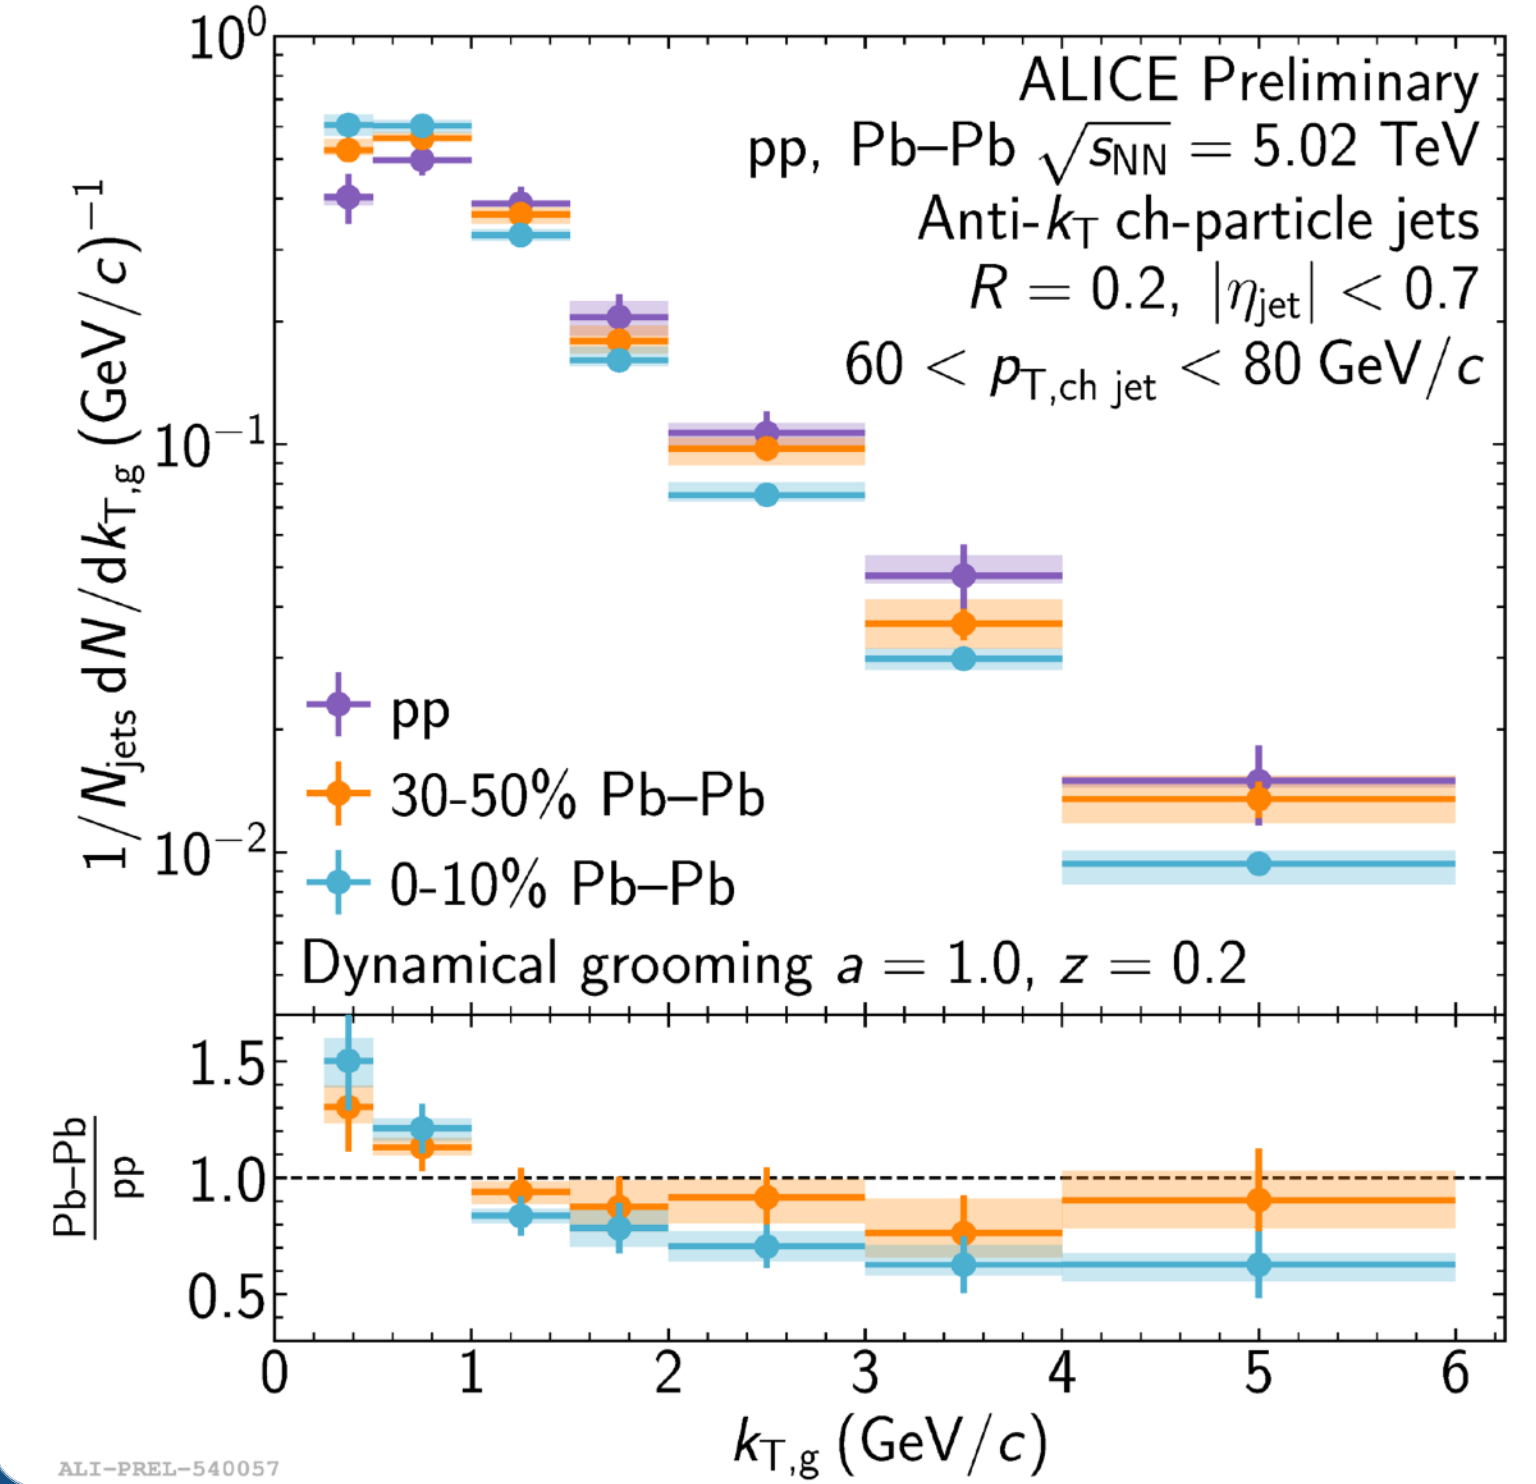 10⁰
ALICE Preliminary
pp, Pb–Pb √sNN = 5.02 TeV
Anti-kT ch-particle jets
R = 0.2, |ηjet| < 0.7
60 < pT,ch jet < 80 GeV/c
1/Njets dN/dkT,g (GeV/c)⁻¹
10⁻¹
pp
30-50% Pb–Pb
10⁻²
0-10% Pb–Pb
Dynamical grooming a = 1.0, z = 0.2
1.5
Pb–Pb
pp
1.0
0.5
0 1 2 3 4 5 6
kT,g (GeV/c)
ALI-PREL-540057